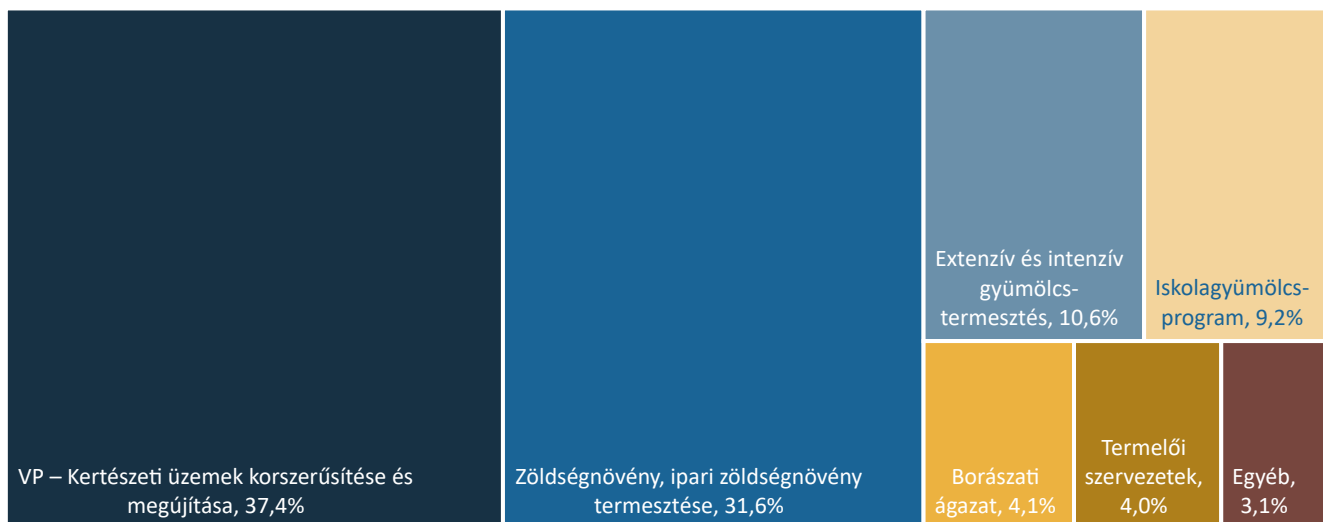 VP – Kertészeti üzemek korszerűsítése és
megújítása, 37,4%
Zöldségnövény, ipari zöldségnövény
termesztése, 31,6%
Extenzív és intenzív
gyümölcs-
termesztés, 10,6%
Iskolagyümölcs-
program, 9,2%
Borászati
ágazat, 4,1%
Termelői
szervezetek,
4,0%
Egyéb,
3,1%